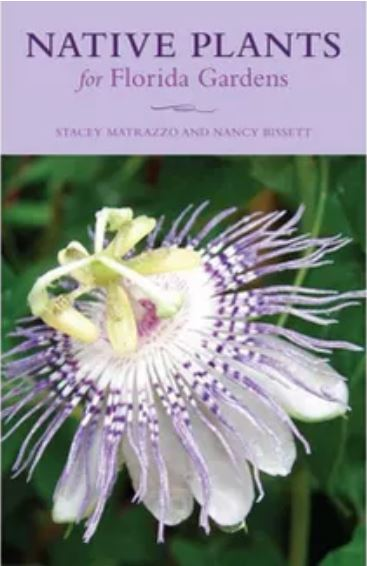 NATIVE PLANTS
for Florida Gardens
STACEY MATRAZZO AND NANCY BISSETT